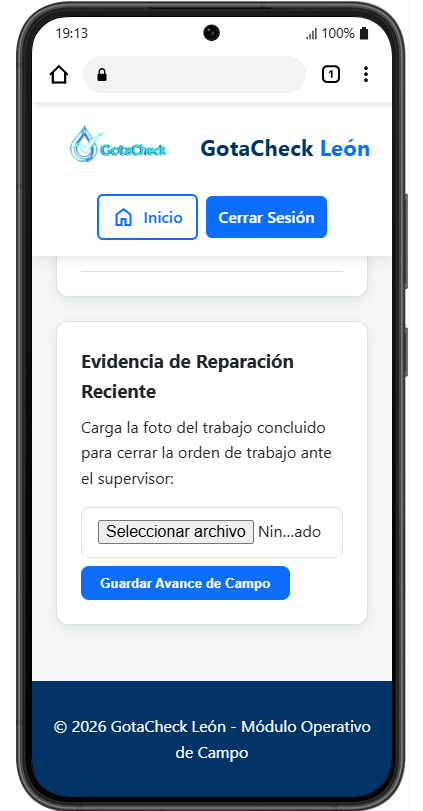 19:13
100%
1
GotaCheck
GotaCheck León
Inicio
Cerrar Sesión
Evidencia de Reparación
Reciente
Carga la foto del trabajo concluido
para cerrar la orden de trabajo ante
el supervisor:
Seleccionar archivo Nin...ado
Guardar Avance de Campo
© 2026 GotaCheck León - Módulo Operativo
de Campo